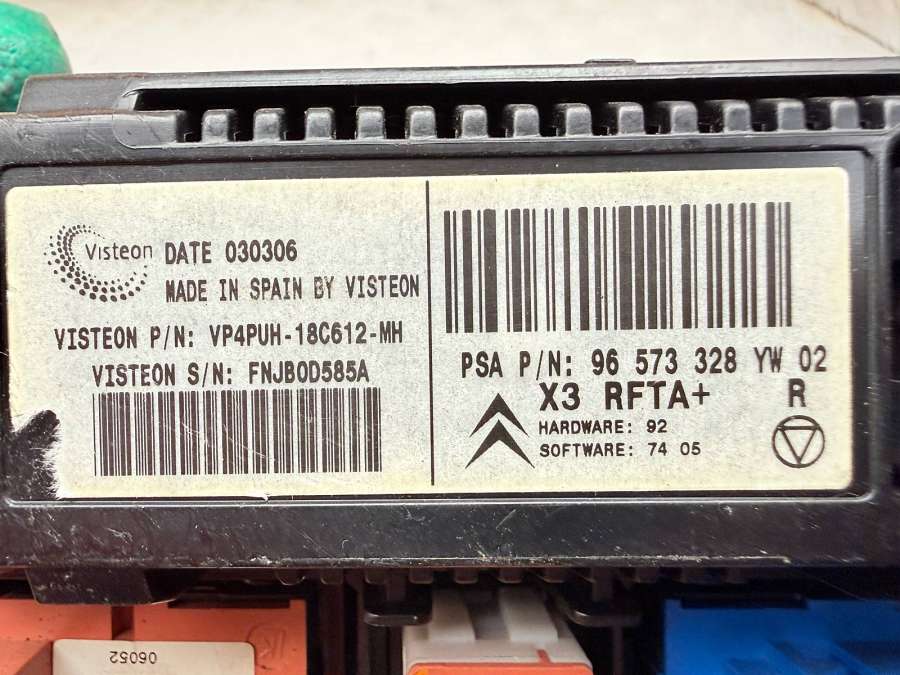 Visteon
DATE 030306
MADE IN SPAIN BY VISTEON
VISTEON P/N: VP4PUH-18C612-MH
VISTEON S/N: FNJB0D585A
PSA P/N: 96 573 328 YW 02
X3 RFTA+ R
HARDWARE: 92
SOFTWARE: 74 05
06052